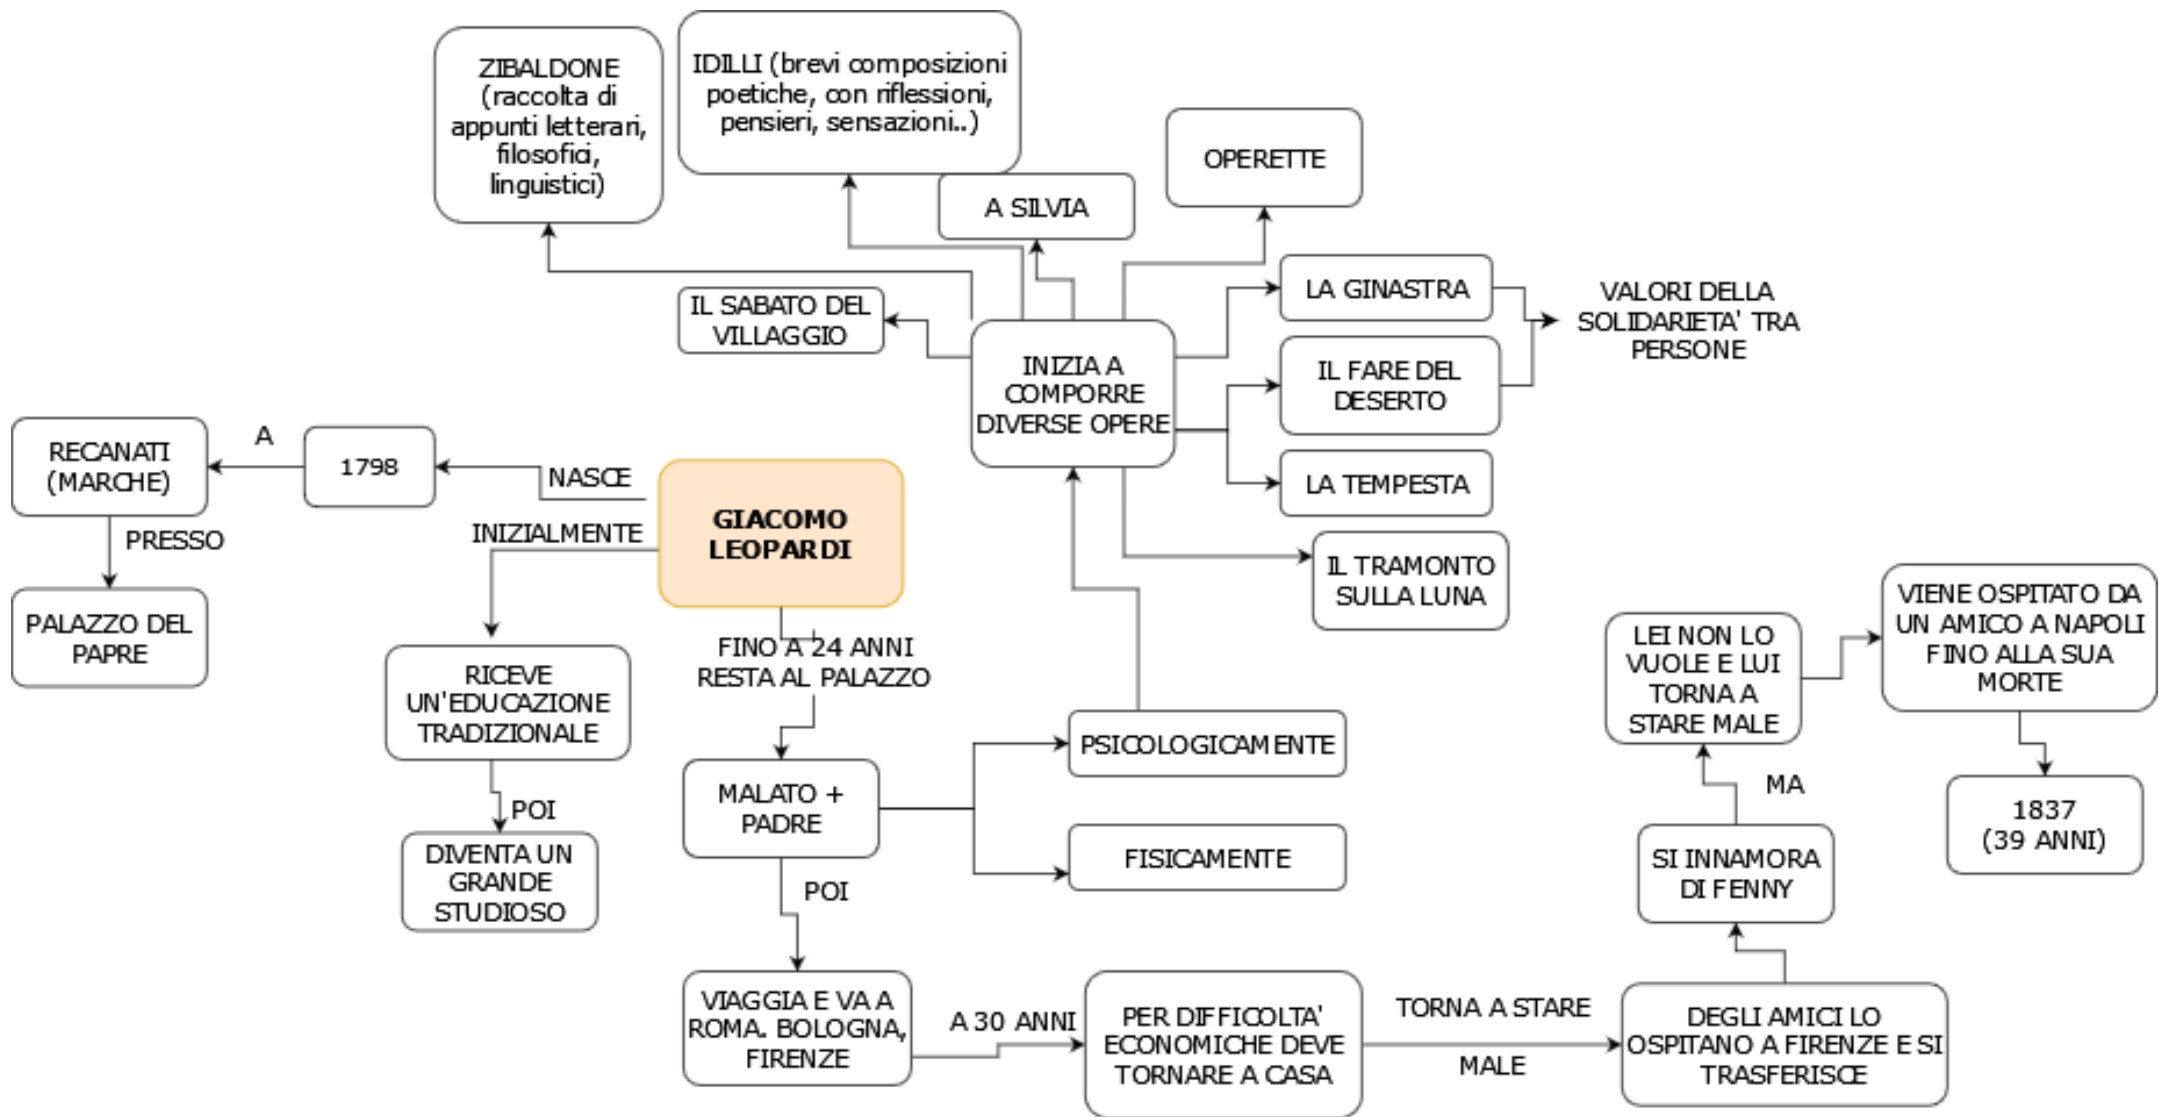 ZIBALDONE
(raccolta di
appunti letterari,
filosofici,
linguistici)
IDILLI (brevi composizioni
poetiche, con riflessioni,
pensieri, sensazioni..)
A SILVIA
OPERETTE
IL SABATO DEL
VILLAGGIO
INIZIA A
COMPORRE
DIVERSE OPERE
LA GINASTRA
IL FARE DEL
DESERTO
VALORI DELLA
SOLIDARIETA' TRA
PERSONE
LA TEMPESTA
IL TRAMONTO
SULLA LUNA
RECANATI
(MARCHE)
A
1798
NASCE
GIACOMO
LEOPARDI
PRESSO
PALAZZO DEL
PAPRE
INIZIALMENTE
RICEVE
UN'EDUCAZIONE
TRADIZIONALE
POI
DIVENTA UN
GRANDE
STUDIOSO
FINO A 24 ANNI
RESTA AL PALAZZO
MALATO +
PADRE
PSICOLOGICAMENTE
FISICAMENTE
POI
VIAGGIA E VA A
ROMA. BOLOGNA,
FIRENZE
A 30 ANNI
PER DIFFICOLTA'
ECONOMICHE DEVE
TORNARE A CASA
TORNA A STARE
MALE
DEGLI AMICI LO
OSPITANO A FIRENZE E SI
TRASFERISCE
SI INNAMORA
DI FENNY
MA
LEI NON LO
VUOLE E LUI
TORNA A
STARE MALE
VIENE OSPITATO DA
UN AMICO A NAPOLI
FINO ALLA SUA
MORTE
1837
(39 ANNI)